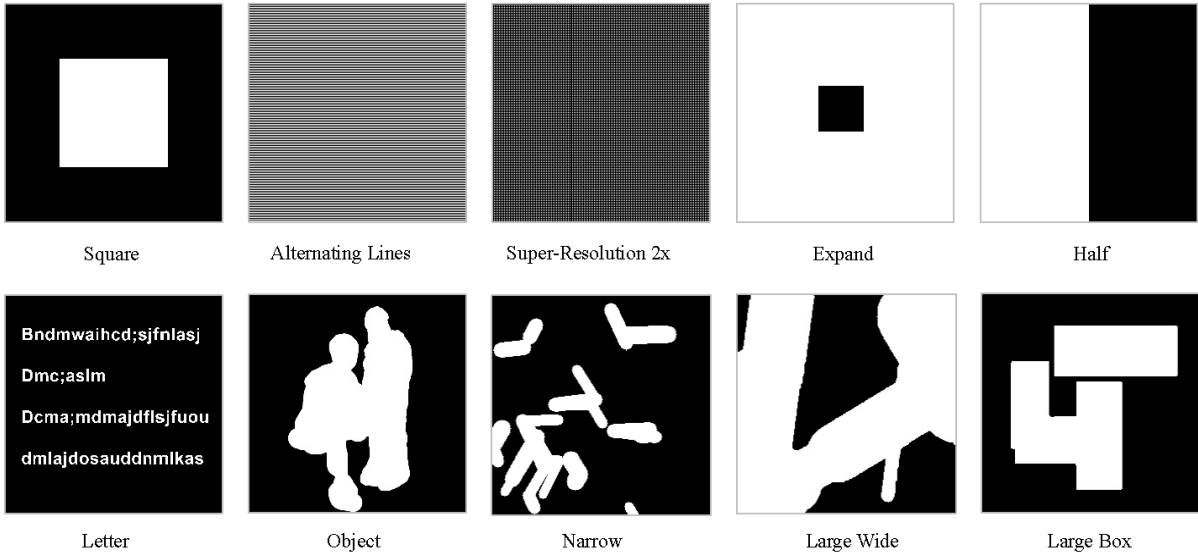 Square
Alternating Lines
Super-Resolution 2x
Expand
Half
Bndmwaihcd;sjfnlasj
Dmc;aslm
Dcma;mdmajdflsjfuou
dmlajdosauddnmlkas
Letter
Object
Narrow
Large Wide
Large Box